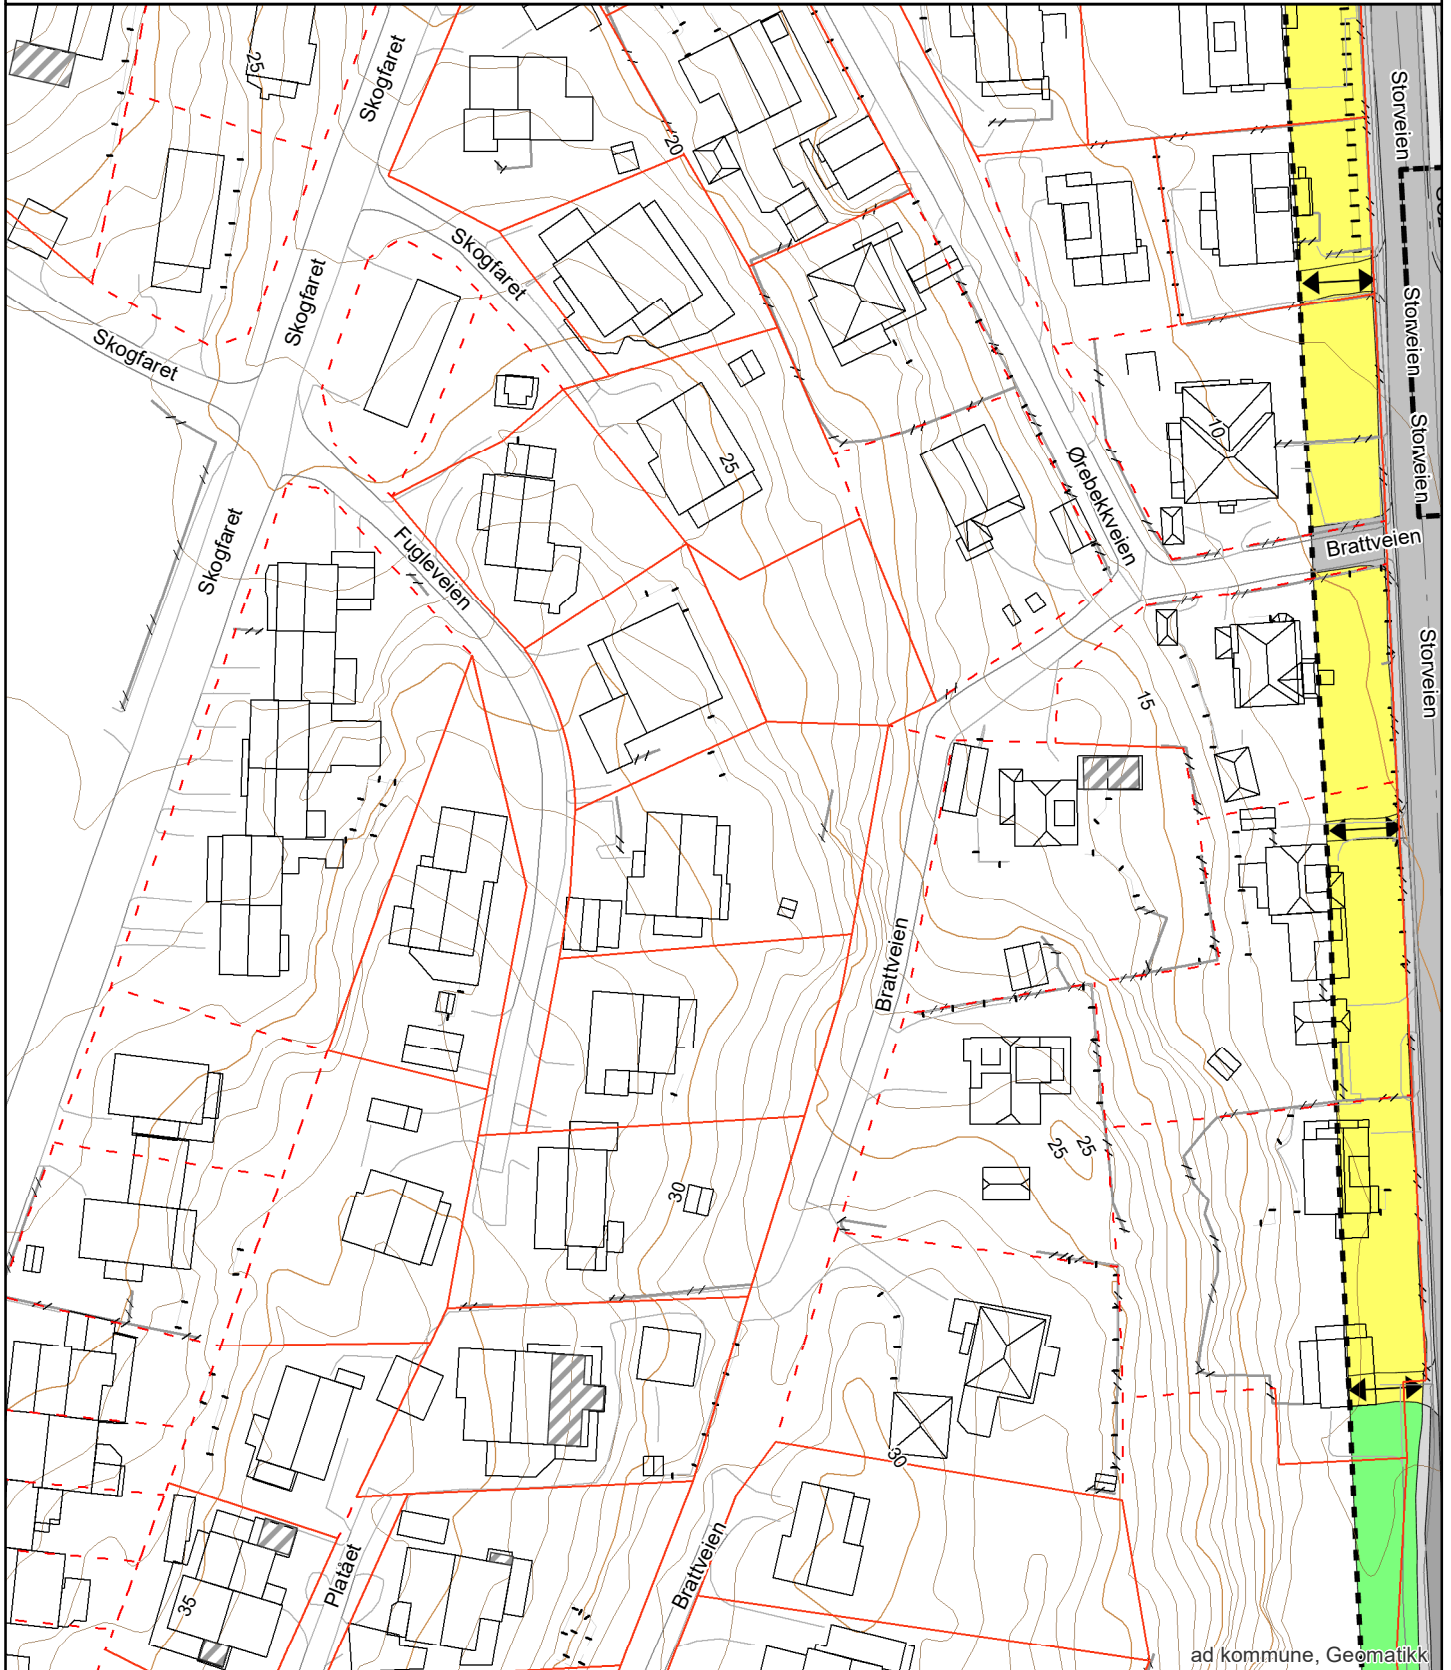 25
Skogfaret
Storveien
20
Skogfaret
Skogfaret
Storveien
Skogfaret
10
Storveien
25
Ørebekkveien
Brattveien
Skogfaret
Fugleveien
Storveien
15
Brattveien
25
25
30
30
Platået
Brattveien
35
ad kommune, Geomatikk